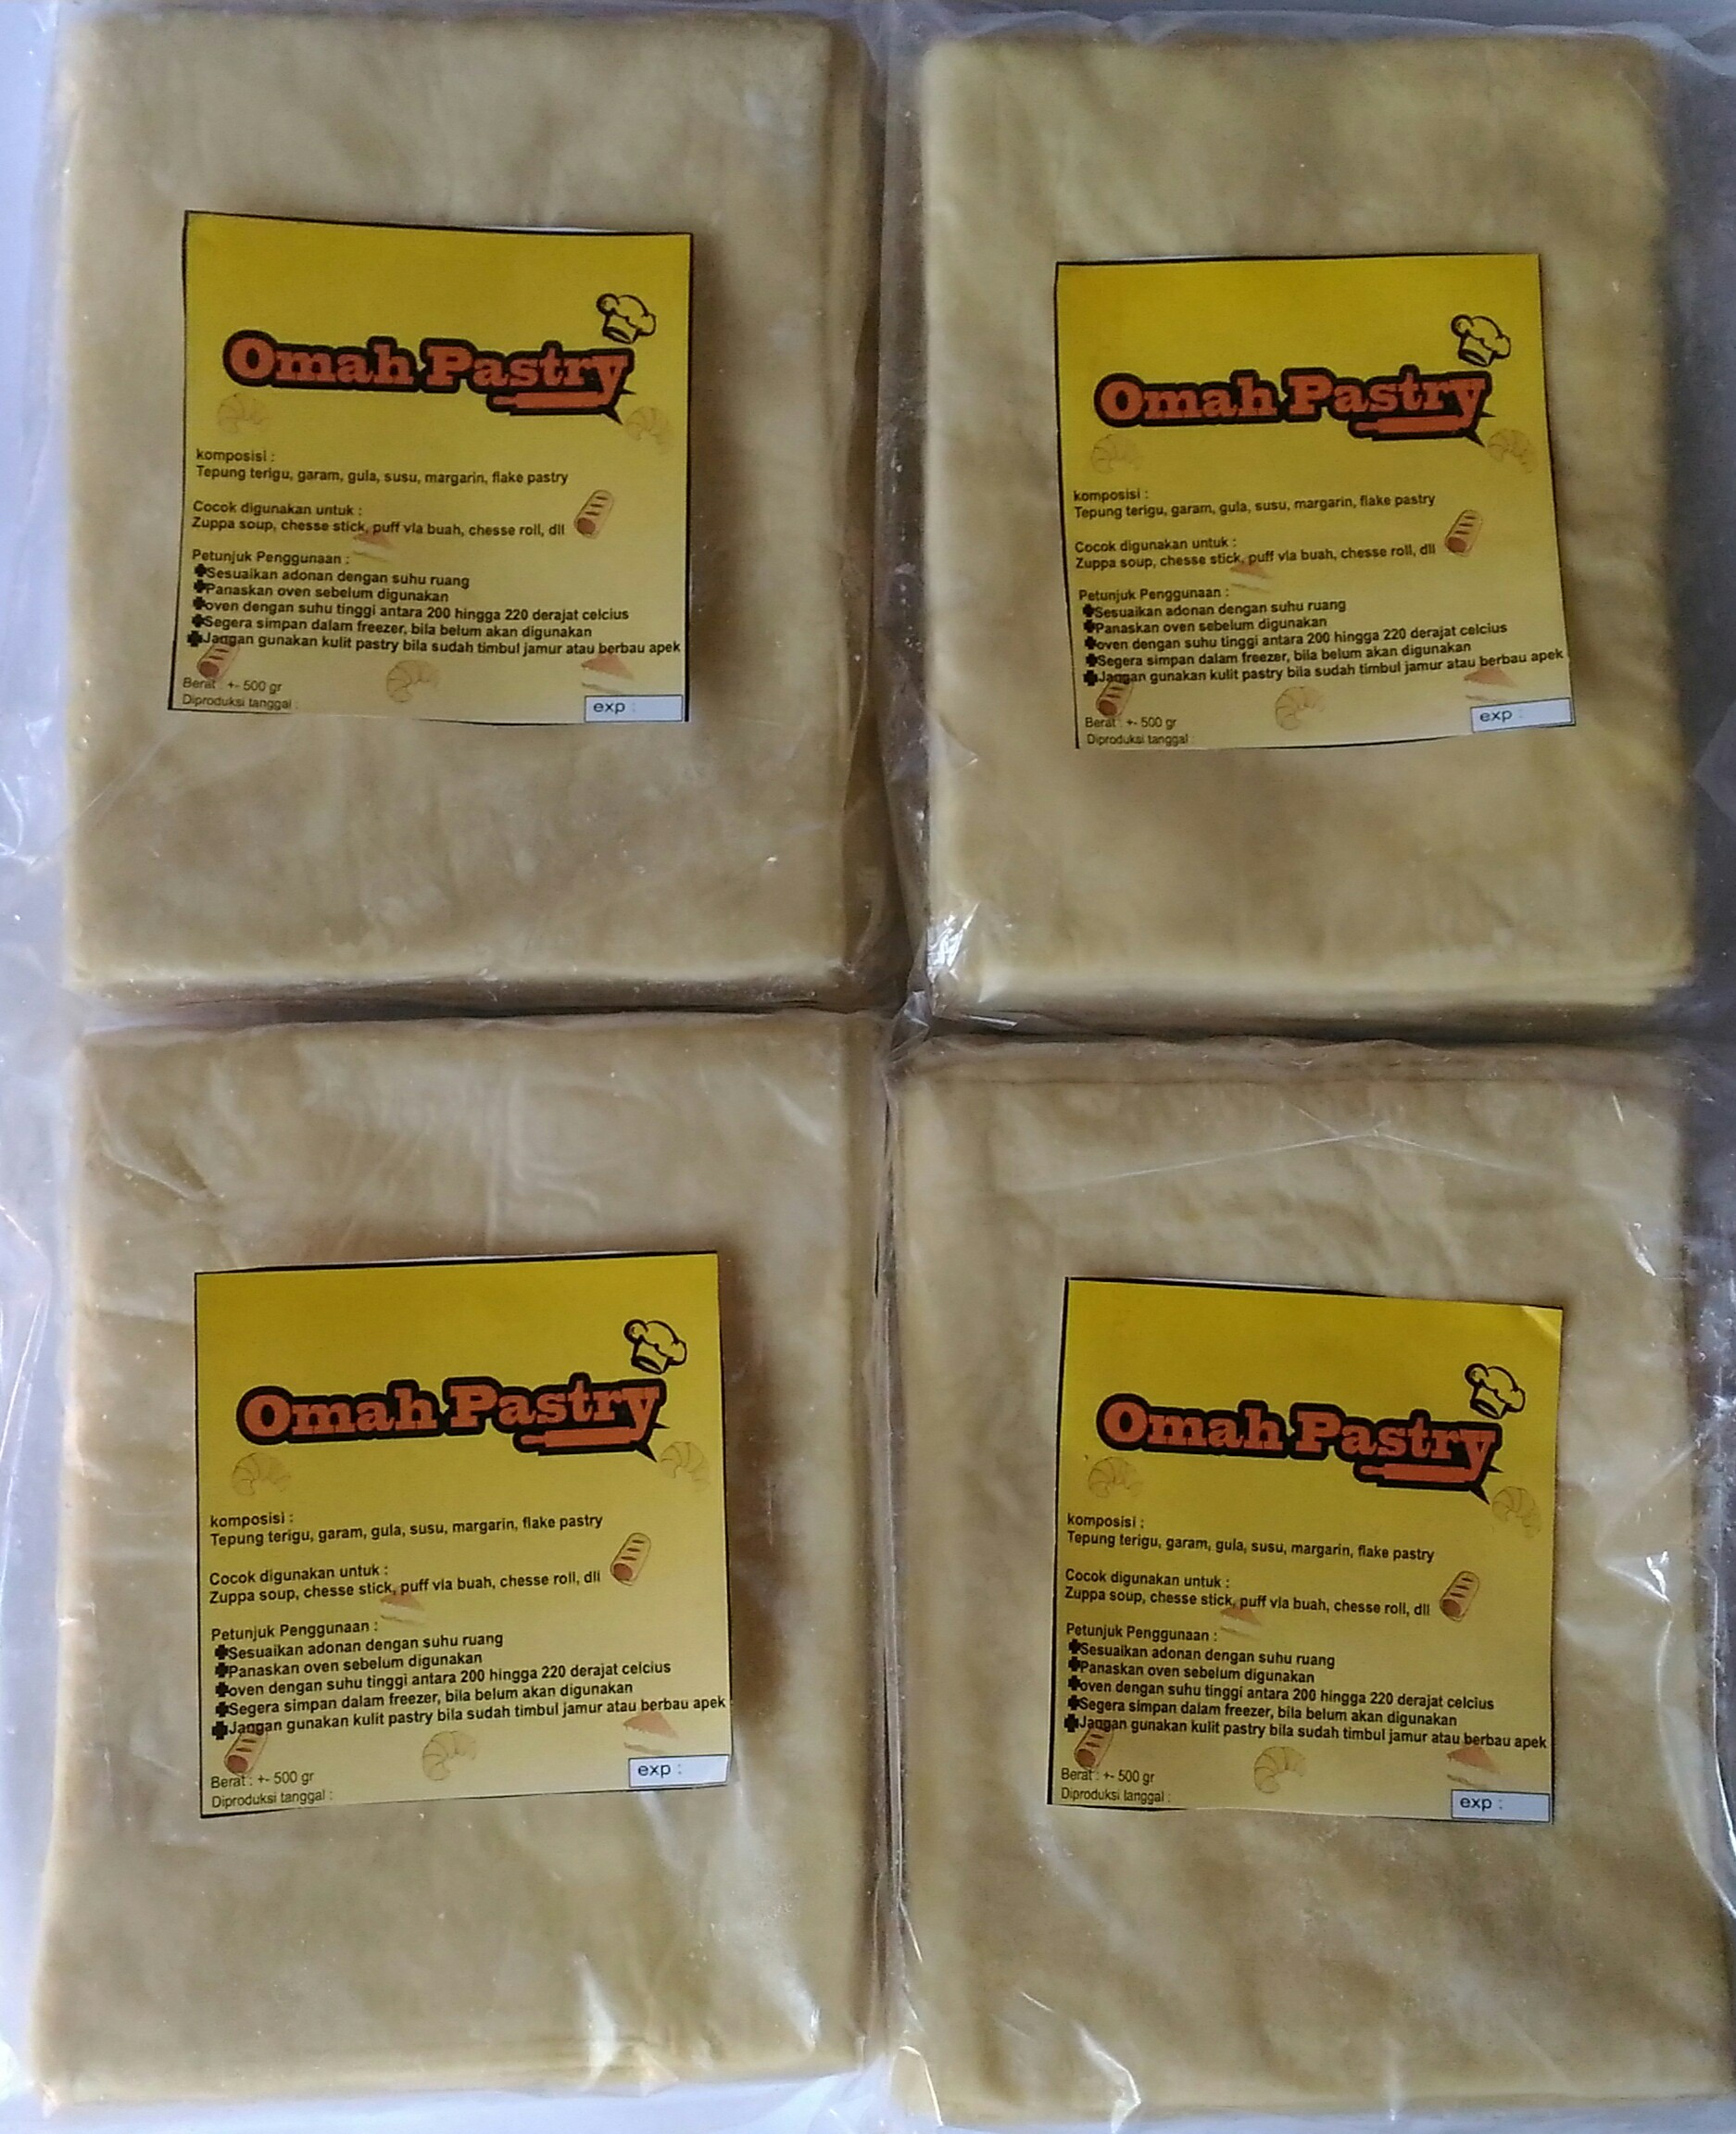 Omah Pastry
komposisi :
Tepung terigu, garam, gula, susu, margarin, flake pastry
Cocok digunakan untuk :
Zuppa soup, chesse stick, puff vla buah, chesse roll, dll
Petunjuk Penggunaan :
Sesuaikan adonan dengan suhu ruang
Panaskan oven sebelum digunakan
oven dengan suhu tinggi antara 200 hingga 220 derajat celcius
Segera simpan dalam freezer, bila belum akan digunakan
Jangan gunakan kulit pastry bila sudah timbul jamur atau berbau apek
Berat : +- 500 gr
Diproduksi tanggal :
exp :
Omah Pastry
komposisi :
Tepung terigu, garam, gula, susu, margarin, flake pastry
Cocok digunakan untuk :
Zuppa soup, chesse stick, puff vla buah, chesse roll, dll
Petunjuk Penggunaan :
Sesuaikan adonan dengan suhu ruang
Panaskan oven sebelum digunakan
oven dengan suhu tinggi antara 200 hingga 220 derajat celcius
Segera simpan dalam freezer, bila belum akan digunakan
Jangan gunakan kulit pastry bila sudah timbul jamur atau berbau apek
Berat : +- 500 gr
Diproduksi tanggal :
exp :
Omah Pastry
komposisi :
Tepung terigu, garam, gula, susu, margarin, flake pastry
Cocok digunakan untuk :
Zuppa soup, chesse stick, puff vla buah, chesse roll, dll
Petunjuk Penggunaan :
Sesuaikan adonan dengan suhu ruang
Panaskan oven sebelum digunakan
oven dengan suhu tinggi antara 200 hingga 220 derajat celcius
Segera simpan dalam freezer, bila belum akan digunakan
Jangan gunakan kulit pastry bila sudah timbul jamur atau berbau apek
Berat : +- 500 gr
Diproduksi tanggal :
exp :
Omah Pastry
komposisi :
Tepung terigu, garam, gula, susu, margarin, flake pastry
Cocok digunakan untuk :
Zuppa soup, chesse stick, puff vla buah, chesse roll, dll
Petunjuk Penggunaan :
Sesuaikan adonan dengan suhu ruang
Panaskan oven sebelum digunakan
oven dengan suhu tinggi antara 200 hingga 220 derajat celcius
Segera simpan dalam freezer, bila belum akan digunakan
Jangan gunakan kulit pastry bila sudah timbul jamur atau berbau apek
Berat : +- 500 gr
Diproduksi tanggal :
exp :